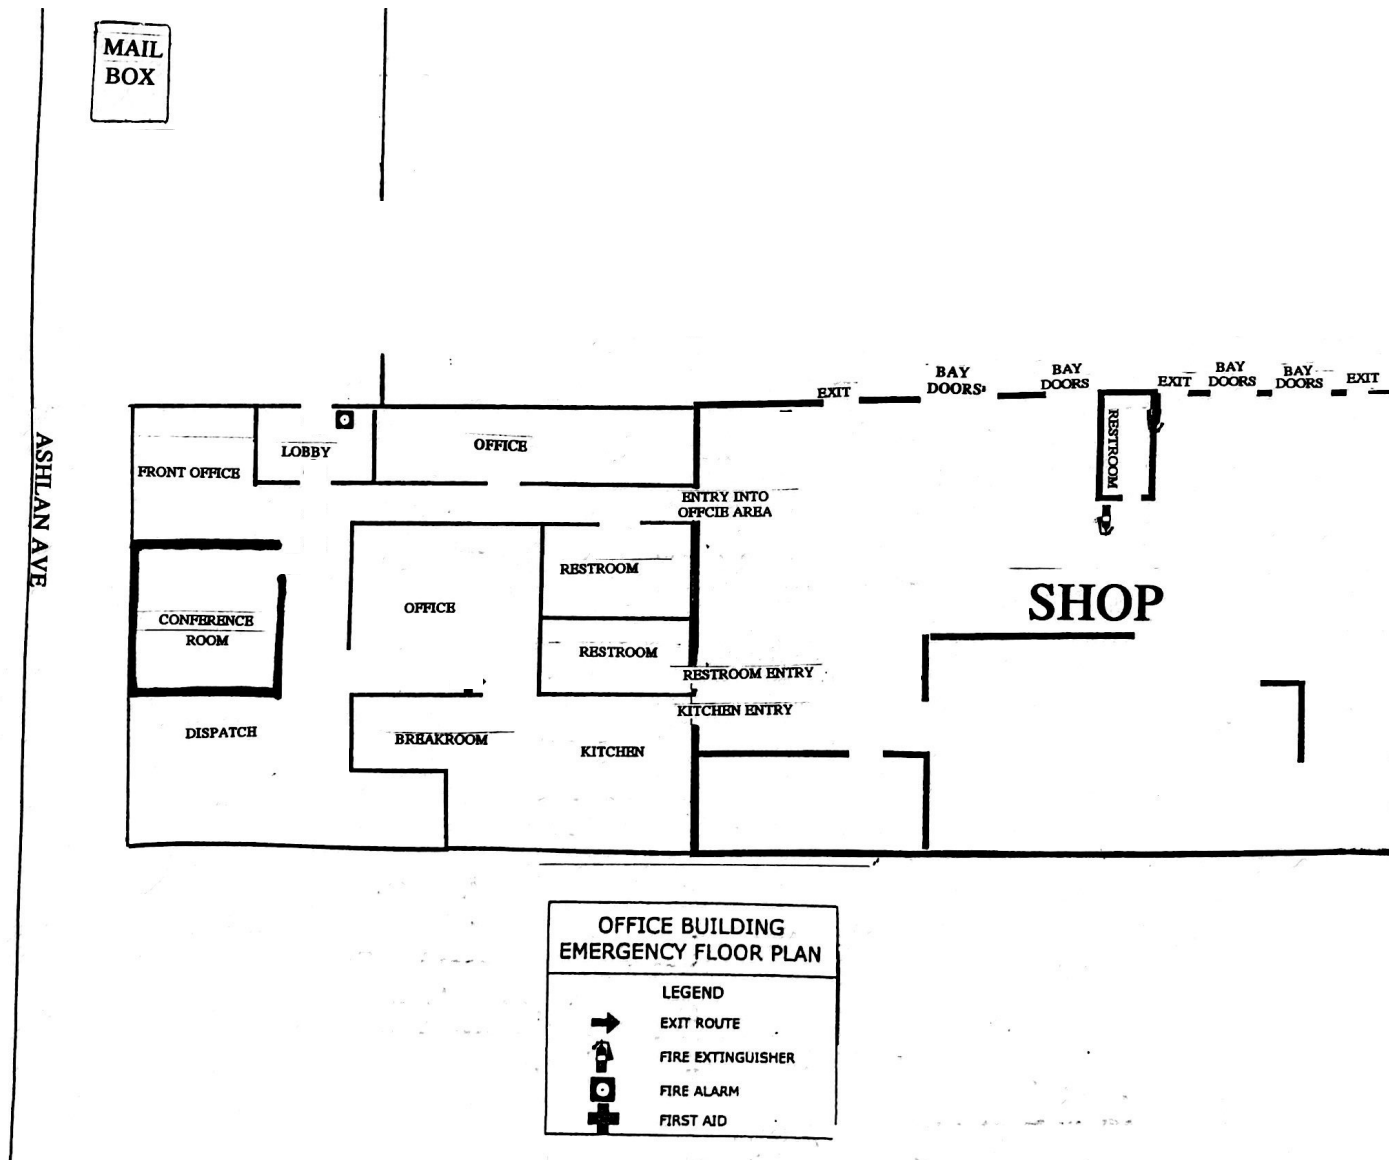 MAIL
BOX
ASHLAN AVE
EXIT
BAY
DOORS
BAY
DOORS
EXIT
BAY
DOORS
BAY
DOORS
EXIT
FRONT OFFICE
LOBBY
OFFICE
RESTROOM
ENTRY INTO
OFFCIE AREA
RESTROOM
OFFICE
CONFERENCE
ROOM
SHOP
RESTROOM
RESTROOM ENTRY
KITCHEN ENTRY
DISPATCH
BREAKROOM
KITCHEN
OFFICE BUILDING
EMERGENCY FLOOR PLAN
LEGEND
EXIT ROUTE
FIRE EXTINGUISHER
FIRE ALARM
FIRST AID